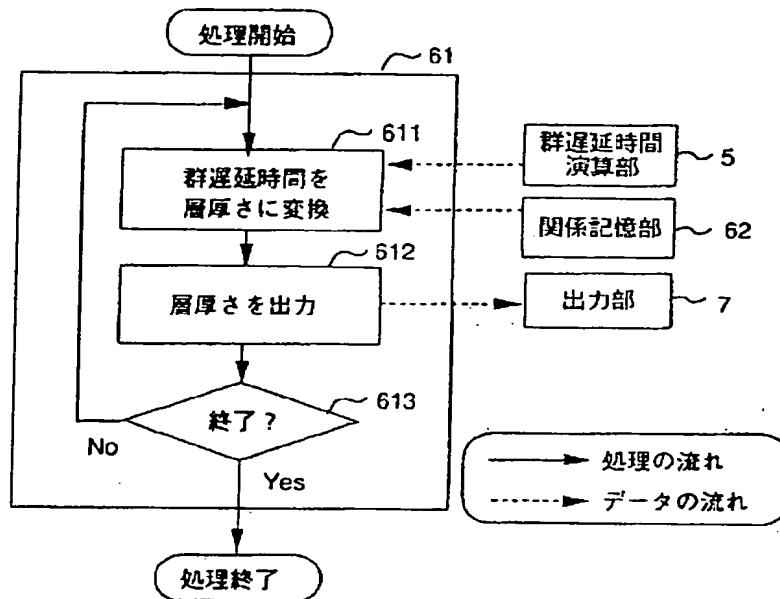 処理開始
61
611
群遅延時間を
層厚さに変換
群遅延時間
演算部
5
関係記憶部
62
612
層厚さを出力
出力部
7
終了?
613
No
Yes
処理の流れ
データの流れ
処理終了